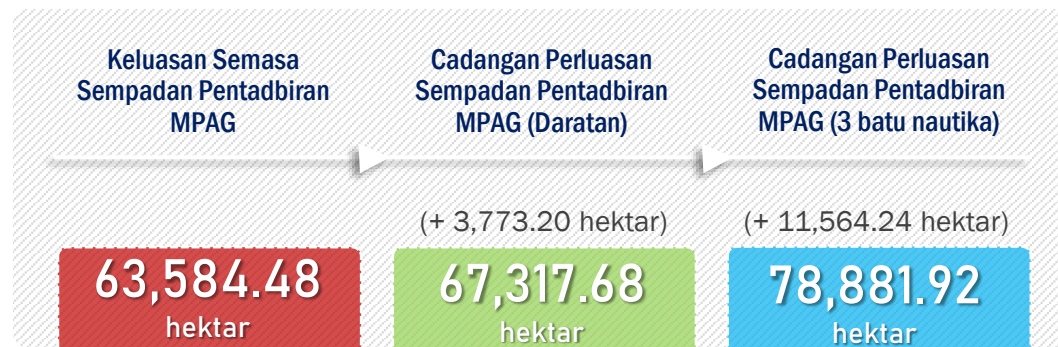 Keluasan Semasa
Sempadan Pentadbiran
MPAG
Cadangan Perluasan
Sempadan Pentadbiran
MPAG (Daratan)
Cadangan Perluasan
Sempadan Pentadbiran
MPAG (3 batu nautika)
(+ 3,773.20 hektar)
(+ 11,564.24 hektar)
63,584.48
hektar
67,317.68
hektar
78,881.92
hektar